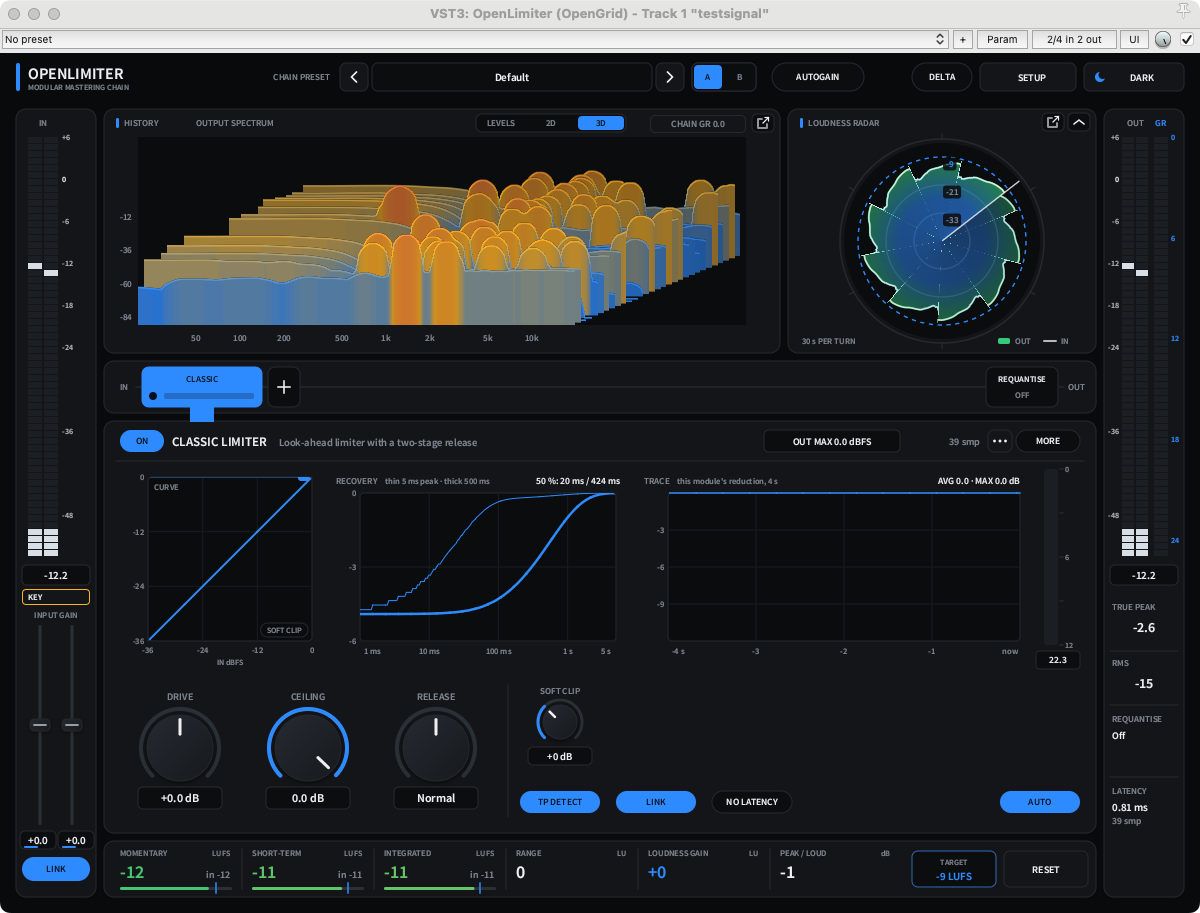 VST3: OpenLimiter (OpenGrid) - Track 1 "testsignal"
No preset
+
Param
2/4 in 2 out
UI
OPENLIMITER
MODULAR MASTERING CHAIN
CHAIN PRESET
Default
A
B
AUTOGAIN
DELTA
SETUP
DARK
IN
+6
0
-6
-12
-18
-24
-36
-48
-12.2
KEY
INPUT GAIN
+0.0
+0.0
LINK
HISTORY
OUTPUT SPECTRUM
LEVELS
2D
3D
CHAIN GR 0.0
-12
-36
-60
-84
50
100
200
500
1k
2k
5k
10k
LOUDNESS RADAR
-9
-21
-33
30 s PER TURN
OUT
IN
IN
CLASSIC
+
REQUANTISE
OFF
OUT
ON
CLASSIC LIMITER
Look-ahead limiter with a two-stage release
OUT MAX 0.0 dBFS
39 smp
MORE
CURVE
0
-12
-24
-36
-36
-24
-12
0
IN dBFS
SOFT CLIP
RECOVERY
thin 5 ms peak · thick 500 ms
50 %: 20 ms / 424 ms
0
-3
-6
1 ms
10 ms
100 ms
1 s
5 s
TRACE
this module's reduction, 4 s
AVG 0.0 · MAX 0.0 dB
-3
-6
-9
-4 s
-3
-2
-1
now
0
6
12
22.3
DRIVE
+0.0 dB
CEILING
0.0 dB
RELEASE
Normal
SOFT CLIP
+0 dB
TP DETECT
LINK
NO LATENCY
AUTO
MOMENTARY
LUFS
-12
in -12
SHORT-TERM
LUFS
-11
in -11
INTEGRATED
LUFS
-11
in -11
RANGE
LU
0
LOUDNESS GAIN
LU
+0
PEAK / LOUD
dB
-1
TARGET
-9 LUFS
RESET
OUT
GR
+6
0
-6
-12
-18
-24
-36
-48
0
6
12
18
24
-12.2
TRUE PEAK
-2.6
RMS
-15
REQUANTISE
Off
LATENCY
0.81 ms
39 smp